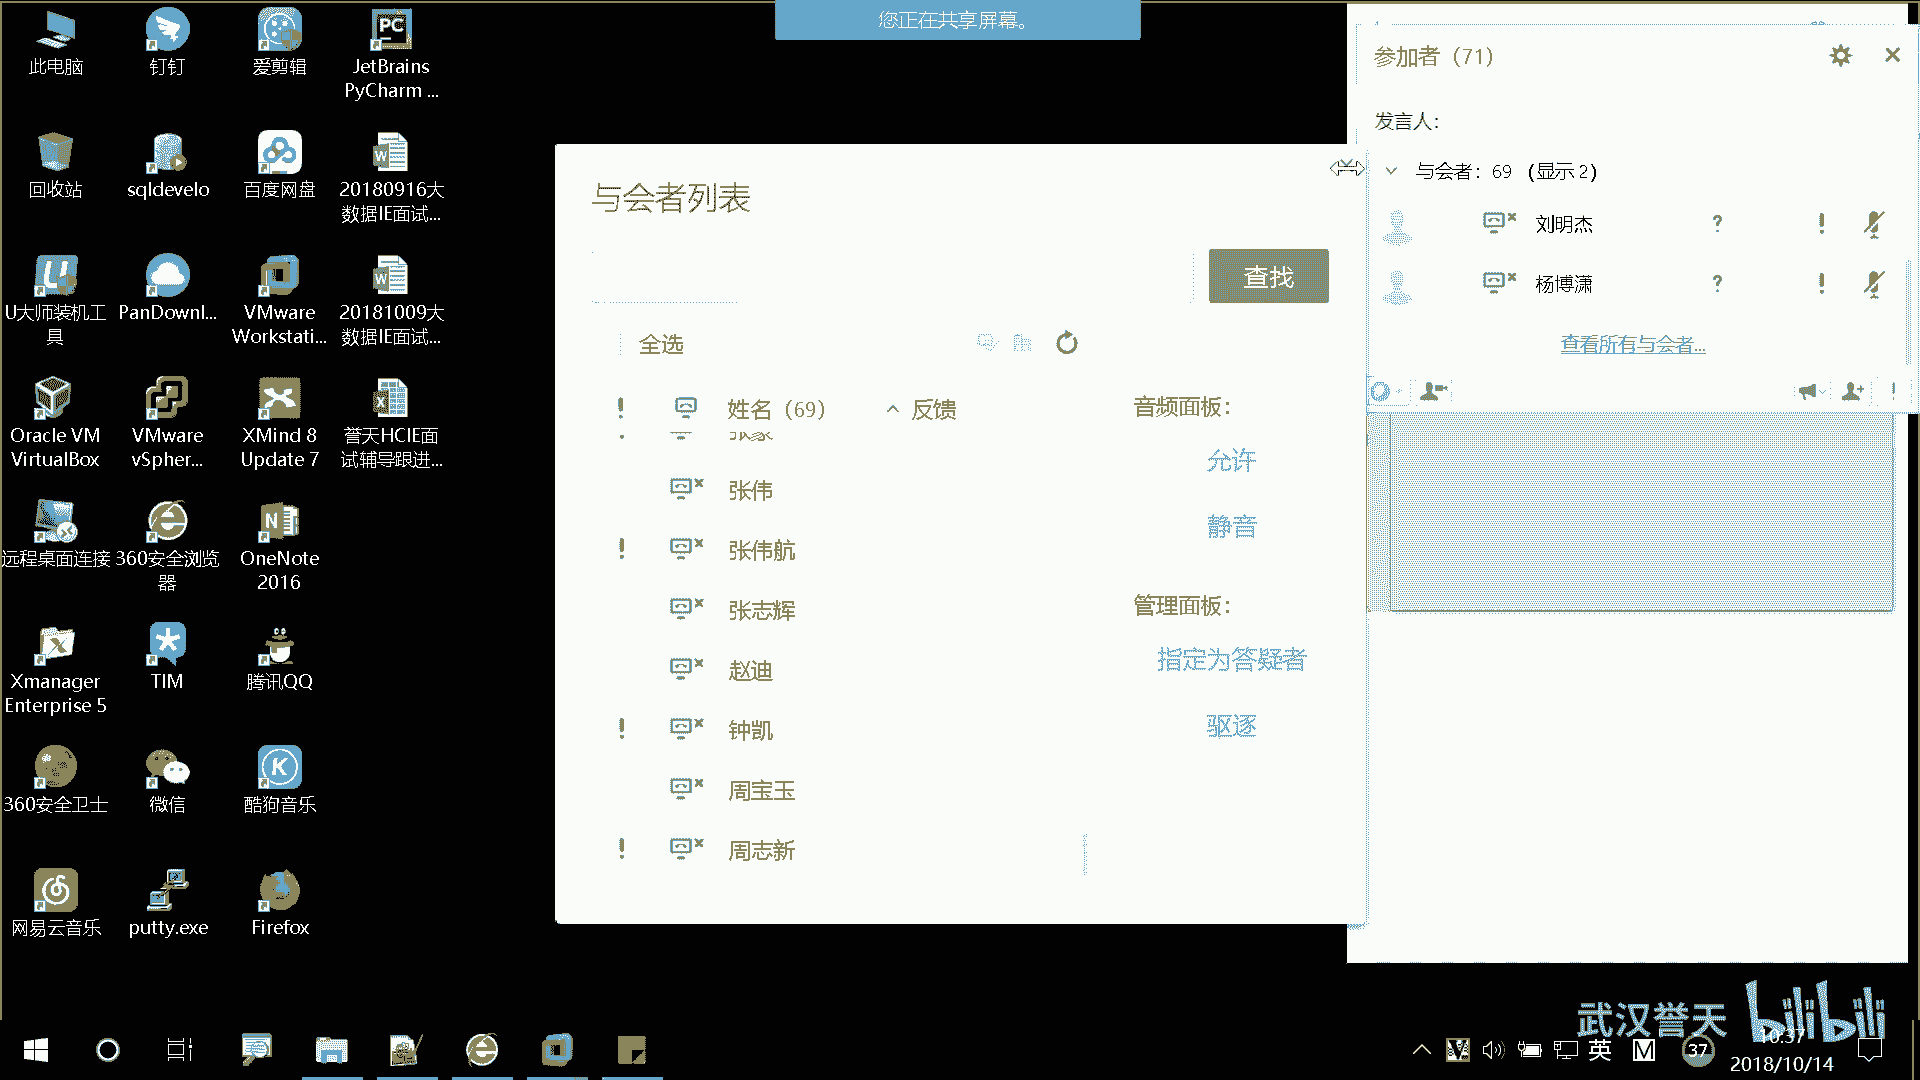 您正在共享屏幕。
此电脑
钉钉
爱剪辑
JetBrains
PyCharm ...
回收站
sqldevelo
百度网盘
20180916大
数据IE面试...
U大师装机工
具
PanDownl...
VMware
Workstati...
20181009大
数据IE面试...
Oracle VM
VirtualBox
VMware
vSpher...
XMind 8
Update 7
誉天HCIE面
试辅导跟进...
远程桌面连接
360安全浏览
器
OneNote
2016
Xmanager
Enterprise 5
TIM
腾讯QQ
360安全卫士
微信
酷狗音乐
网易云音乐
putty.exe
Firefox
与会者列表
查找
全选
姓名（69）
反馈
张豪
张伟
张伟航
张志辉
赵迪
钟凯
周宝玉
周志新
音频面板：
允许
静音
管理面板：
指定为答疑者
驱逐
参加者（71）
发言人：
与会者：69 （显示 2）
刘明杰
杨博潇
查看所有与会者...
武汉誉天
bilibili
英
M
37
10:37
2018/10/14